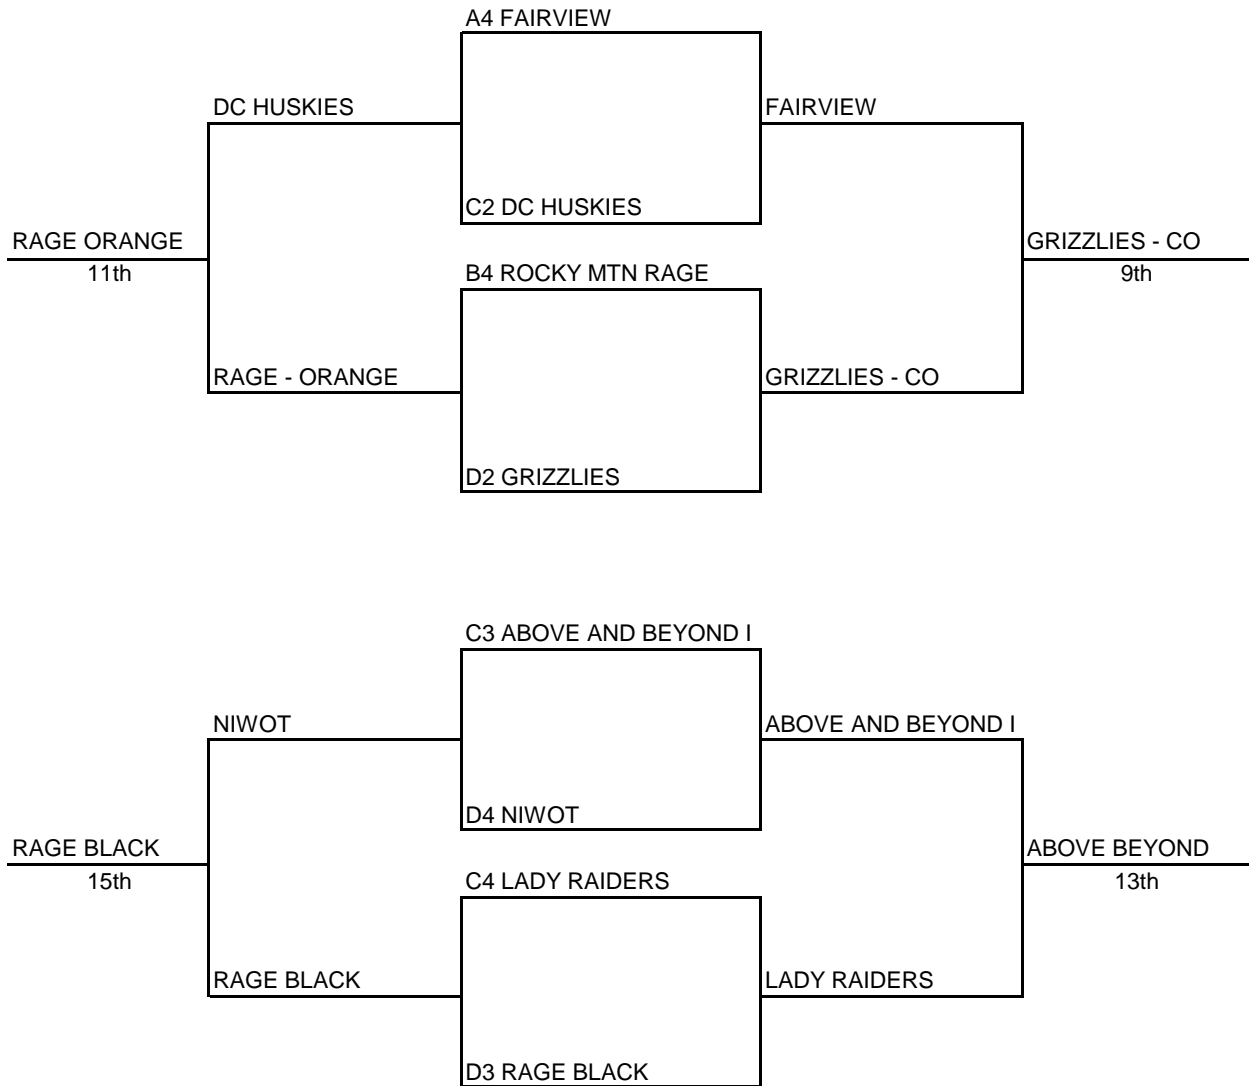 A4 FAIRVIEW
DC HUSKIES
FAIRVIEW
C2 DC HUSKIES
RAGE ORANGE
GRIZZLIES - CO
11th
B4 ROCKY MTN RAGE
9th
RAGE - ORANGE
GRIZZLIES - CO
D2 GRIZZLIES
C3 ABOVE AND BEYOND I
NIWOT
ABOVE AND BEYOND I
D4 NIWOT
RAGE BLACK
ABOVE BEYOND
15th
C4 LADY RAIDERS
13th
RAGE BLACK
LADY RAIDERS
D3 RAGE BLACK